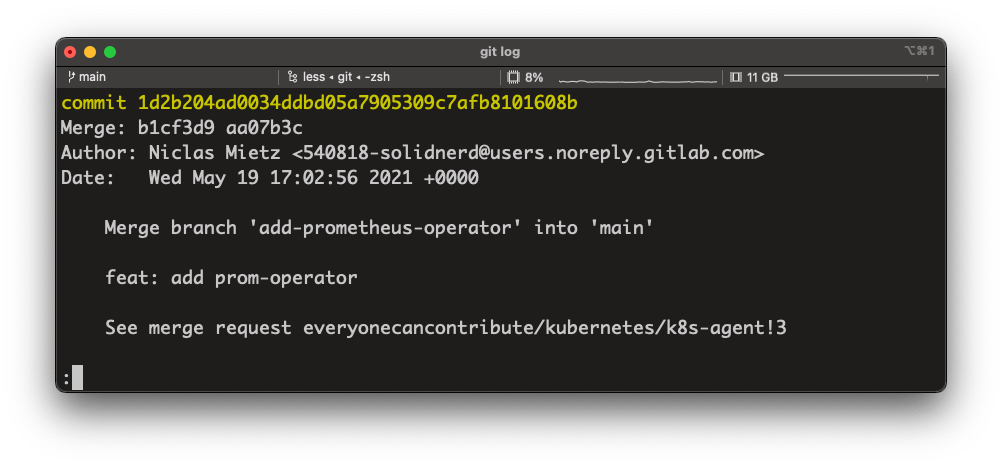 git log
⌥⌘1
main
less ◂ git ◂ -zsh
8%
11 GB
commit 1d2b204ad0034ddbd05a7905309c7afb8101608b
Merge: b1cf3d9 aa07b3c
Author: Niclas Mietz <540818-solidnerd@users.noreply.gitlab.com>
Date:   Wed May 19 17:02:56 2021 +0000
    Merge branch 'add-prometheus-operator' into 'main'
    feat: add prom-operator
    See merge request everyonecancontribute/kubernetes/k8s-agent!3
: